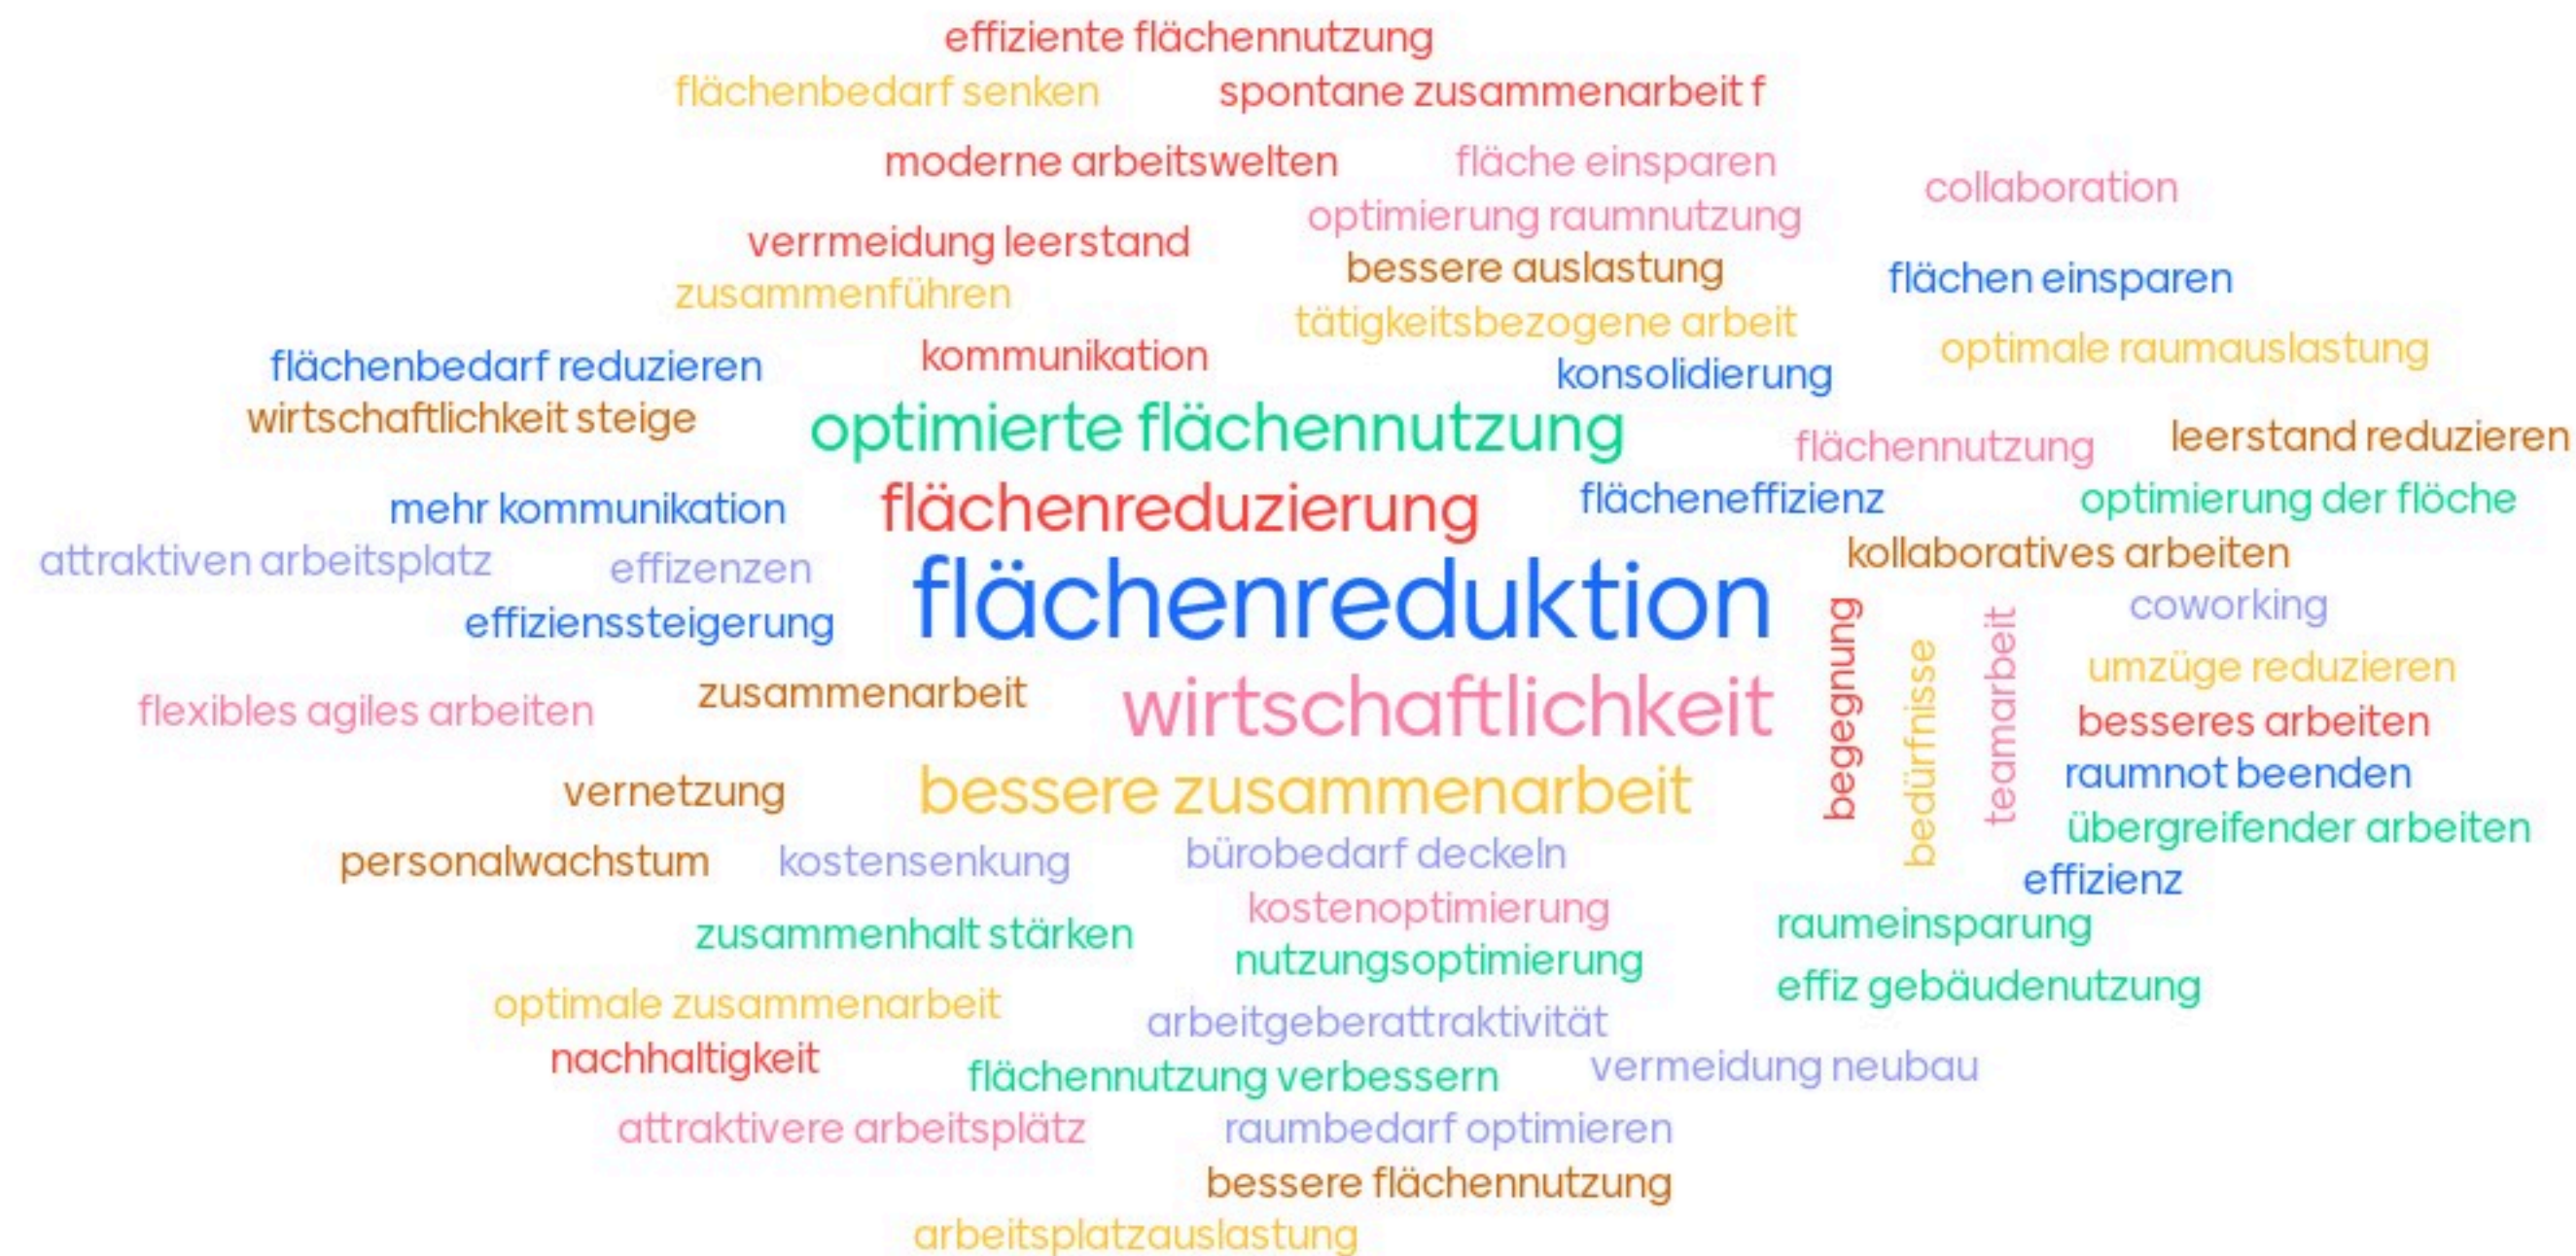 effiziente flächennutzung
flächenbedarf senken
spontane zusammenarbeit f
moderne arbeitswelten
fläche einsparen
collaboration
optimierung raumnutzung
verrmeidung leerstand
bessere auslastung
flächen einsparen
zusammenführen
tätigkeitsbezogene arbeit
optimale raumauslastung
flächenbedarf reduzieren
kommunikation
konsolidierung
wirtschaftlichkeit steige
optimierte flächennutzung
flächennutzung
leerstand reduzieren
mehr kommunikation
flächenreduzierung
flächeneffizienz
optimierung der flöche
attraktiven arbeitsplatz
effizenzen
kollaboratives arbeiten
effizienssteigerung
flächenreduktion
begegnung
bedürfnisse
teamarbeit
coworking
umzüge reduzieren
flexibles agiles arbeiten
zusammenarbeit
wirtschaftlichkeit
besseres arbeiten
vernetzung
bessere zusammenarbeit
raumnot beenden
übergreifender arbeiten
personalwachstum
kostensenkung
bürobedarf deckeln
effizienz
kostenoptimierung
raumeinsparung
zusammenhalt stärken
nutzungsoptimierung
effiz gebäudenutzung
optimale zusammenarbeit
arbeitgeberattraktivität
nachhaltigkeit
flächennutzung verbessern
vermeidung neubau
attraktivere arbeitsplätz
raumbedarf optimieren
bessere flächennutzung
arbeitsplatzauslastung